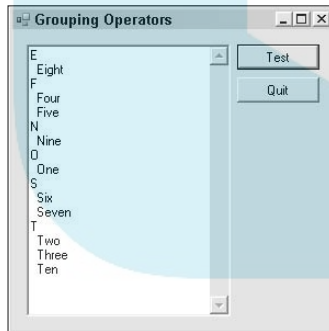 Grouping Operators
E
Eight
F
Four
Five
N
Nine
O
One
S
Six
Seven
T
Two
Three
Ten
Test
Quit